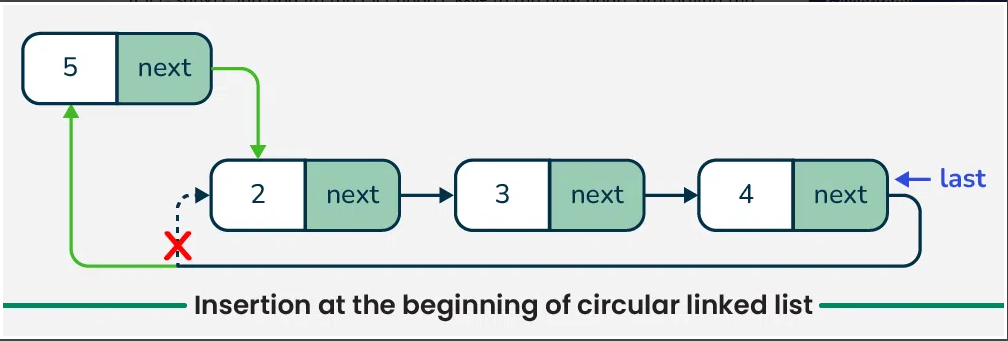 5 next
2 next 3 next 4 next last
Insertion at the beginning of circular linked list